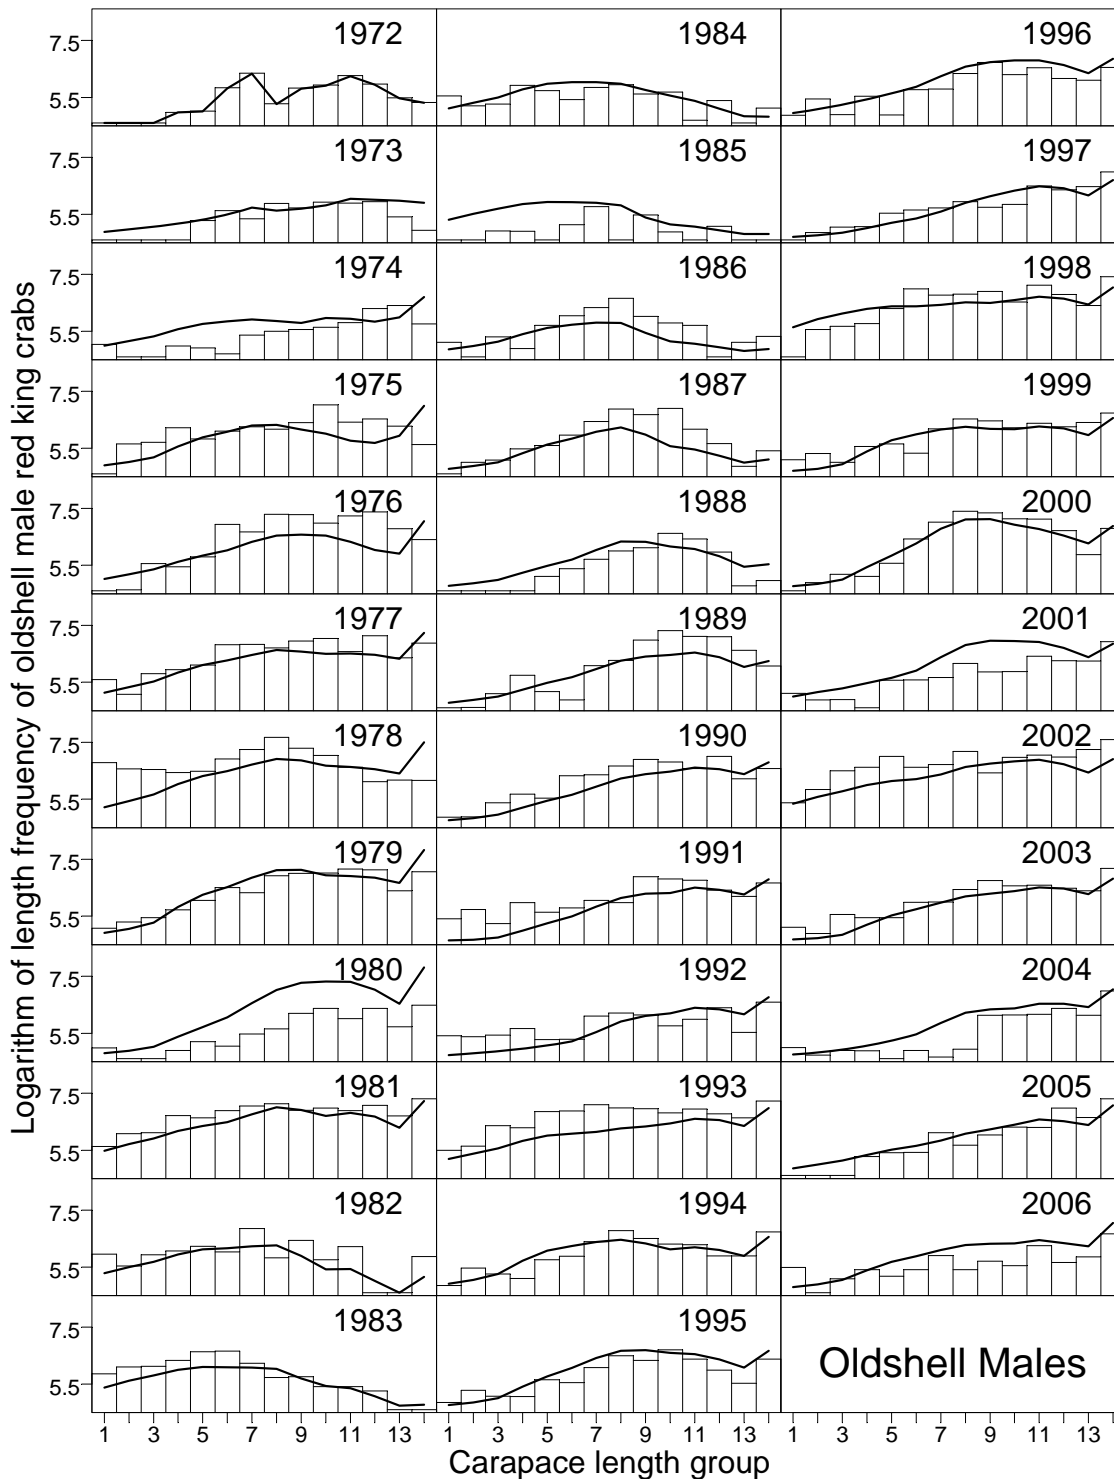 Logarithm of length frequency of oldshell male red king crabs
1972 1984 1996
7.5
5.5
1973 1985 1997
7.5
5.5
1974 1986 1998
7.5
5.5
1975 1987 1999
7.5
5.5
1976 1988 2000
7.5
5.5
1977 1989 2001
7.5
5.5
1978 1990 2002
7.5
5.5
1979 1991 2003
7.5
5.5
1980 1992 2004
7.5
5.5
1981 1993 2005
7.5
5.5
1982 1994 2006
7.5
5.5
1983 1995
7.5
Oldshell Males
5.5
1 3 5 7 9 11 13 1 3 5 7 9 11 13 1 3 5 7 9 11 13
Carapace length group